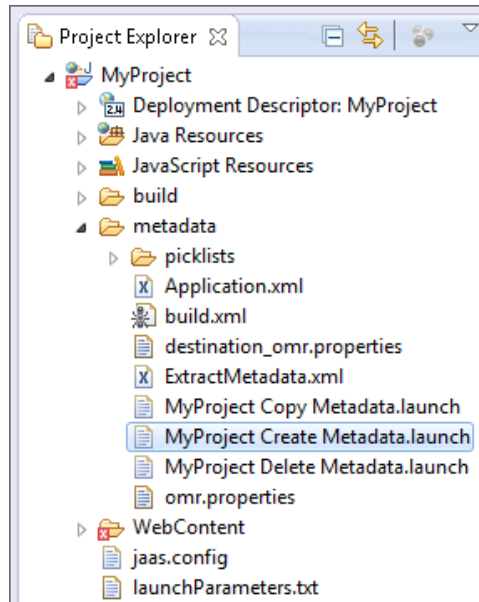 Project Explorer
MyProject
2.4 Deployment Descriptor: MyProject
Java Resources
JavaScript Resources
build
metadata
picklists
X Application.xml
build.xml
destination_omr.properties
X ExtractMetadata.xml
MyProject Copy Metadata.launch
MyProject Create Metadata.launch
MyProject Delete Metadata.launch
omr.properties
WebContent
jaas.config
launchParameters.txt